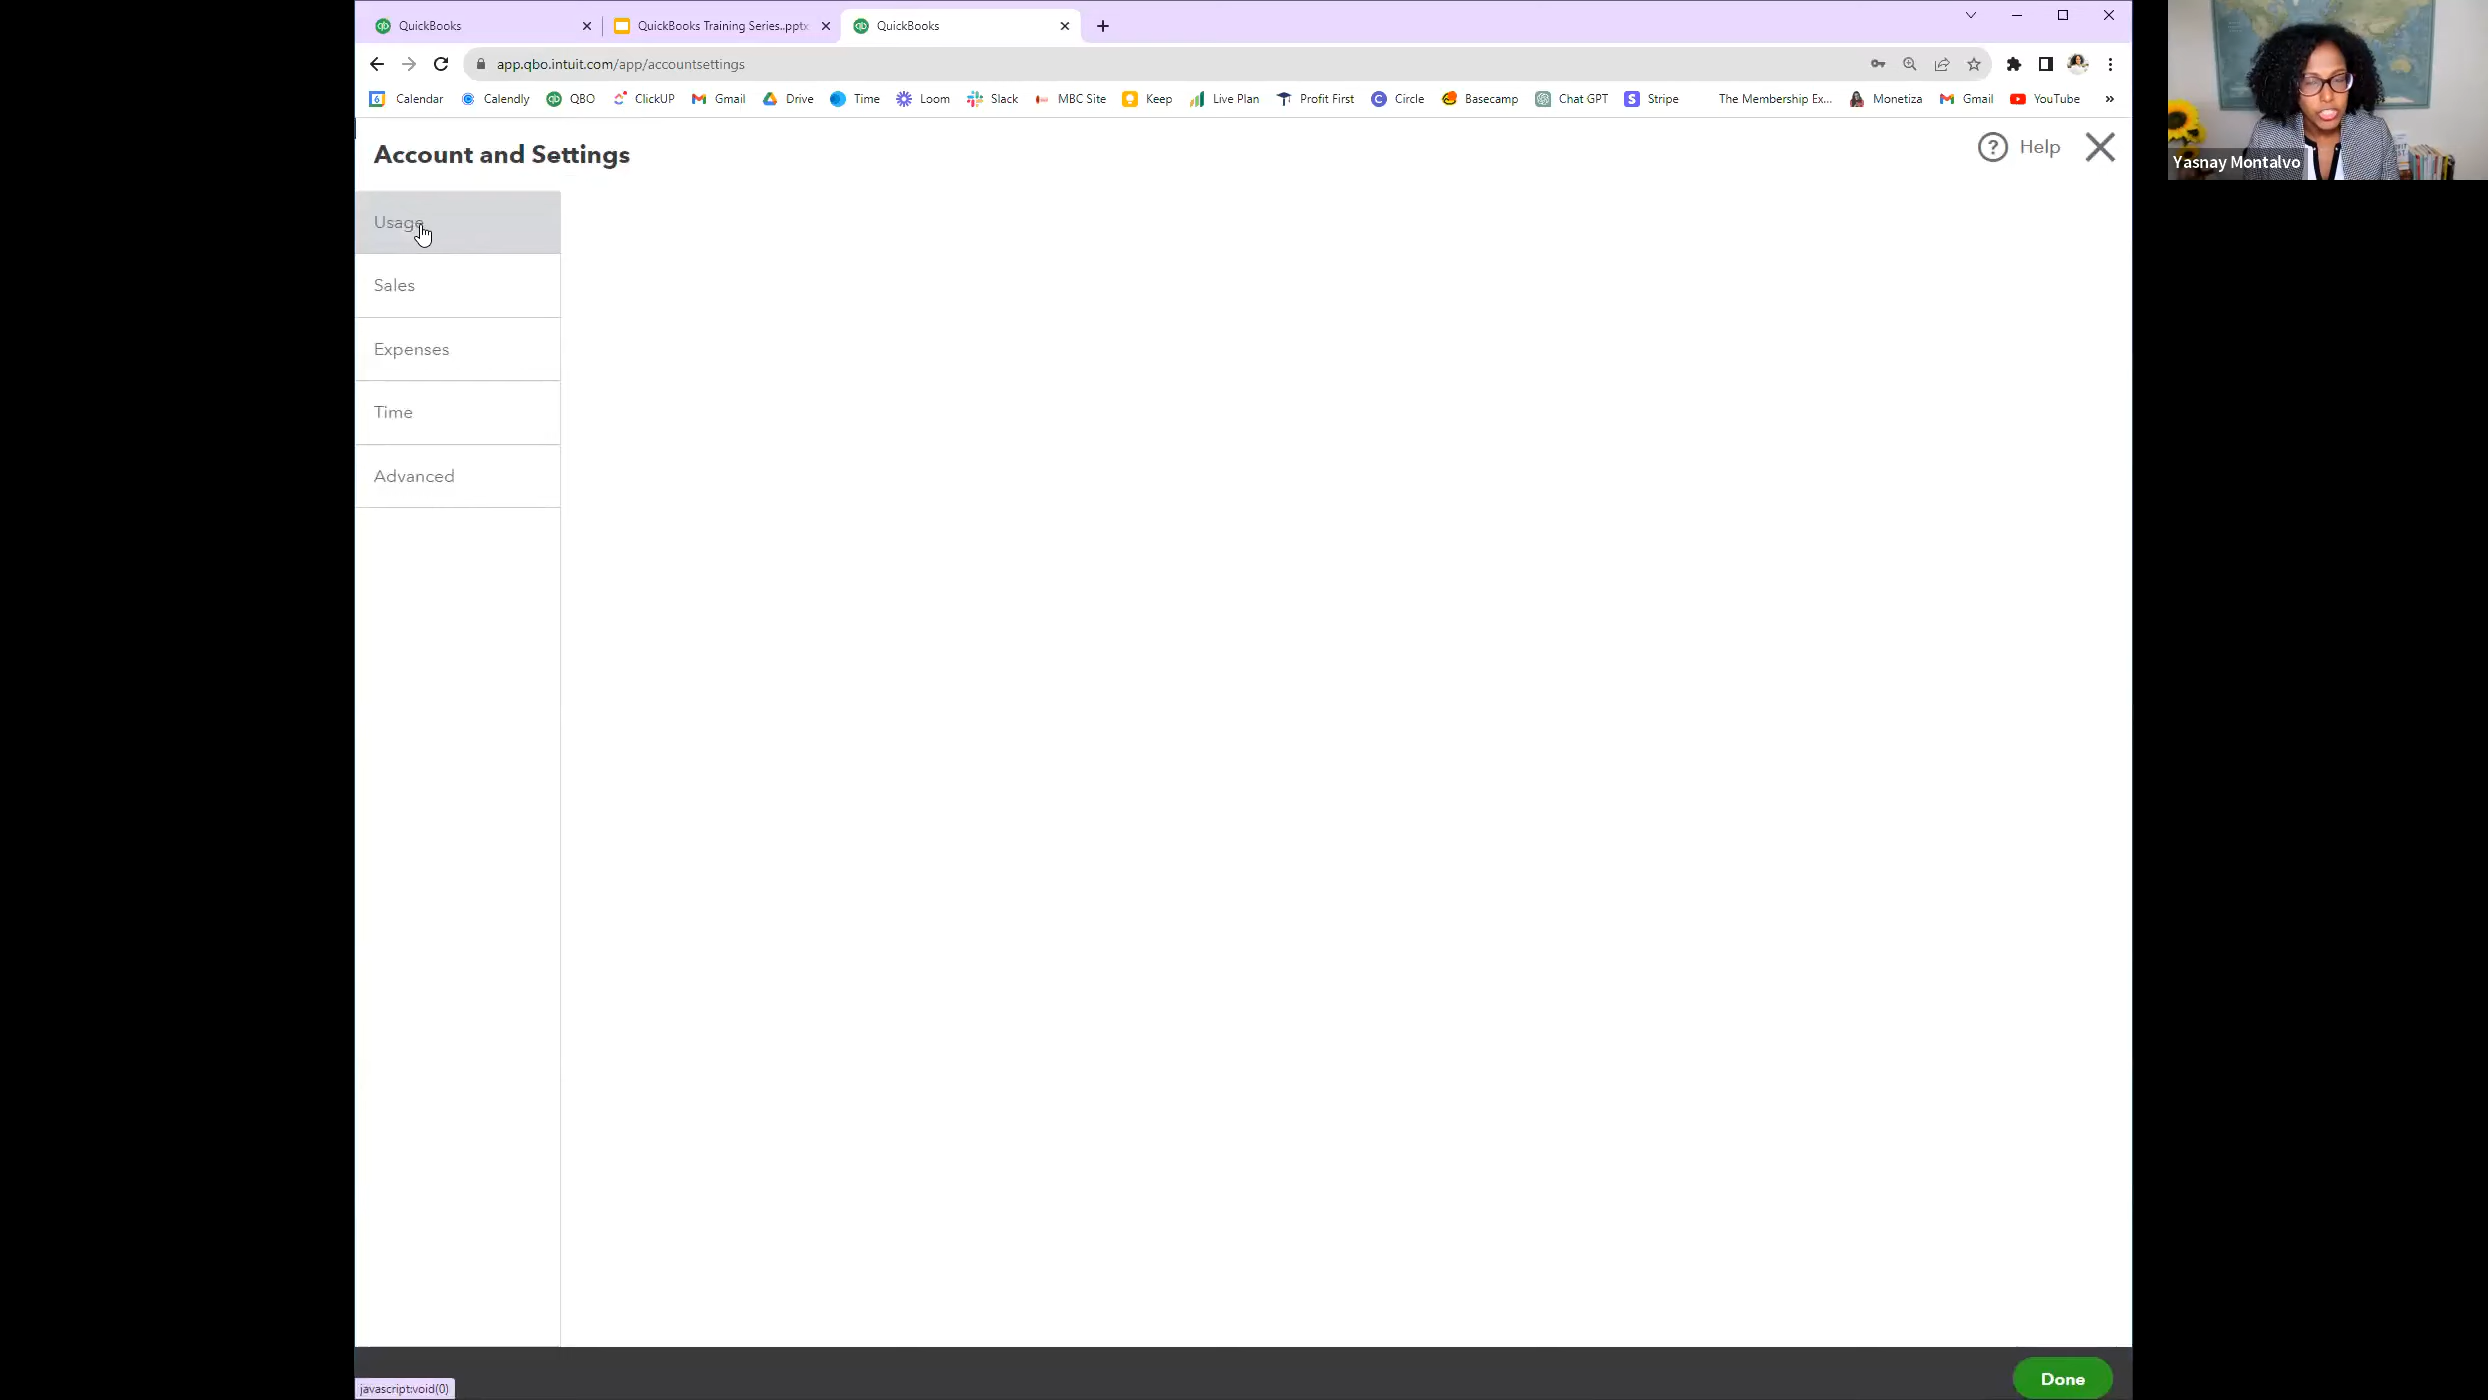 QuickBooks
QuickBooks Training Series..pptx
QuickBooks
app.qbo.intuit.com/app/accountsettings
Calendar Calendly QBO ClickUP Gmail Drive Time Loom Slack MBC Site Keep Live Plan Profit First Circle Basecamp Chat GPT Stripe The Membership Ex... Monetiza Gmail YouTube »
Account and Settings
Help
Usage
Sales
Expenses
Time
Advanced
Done
javascript:void(0)
Yasnay Montalvo